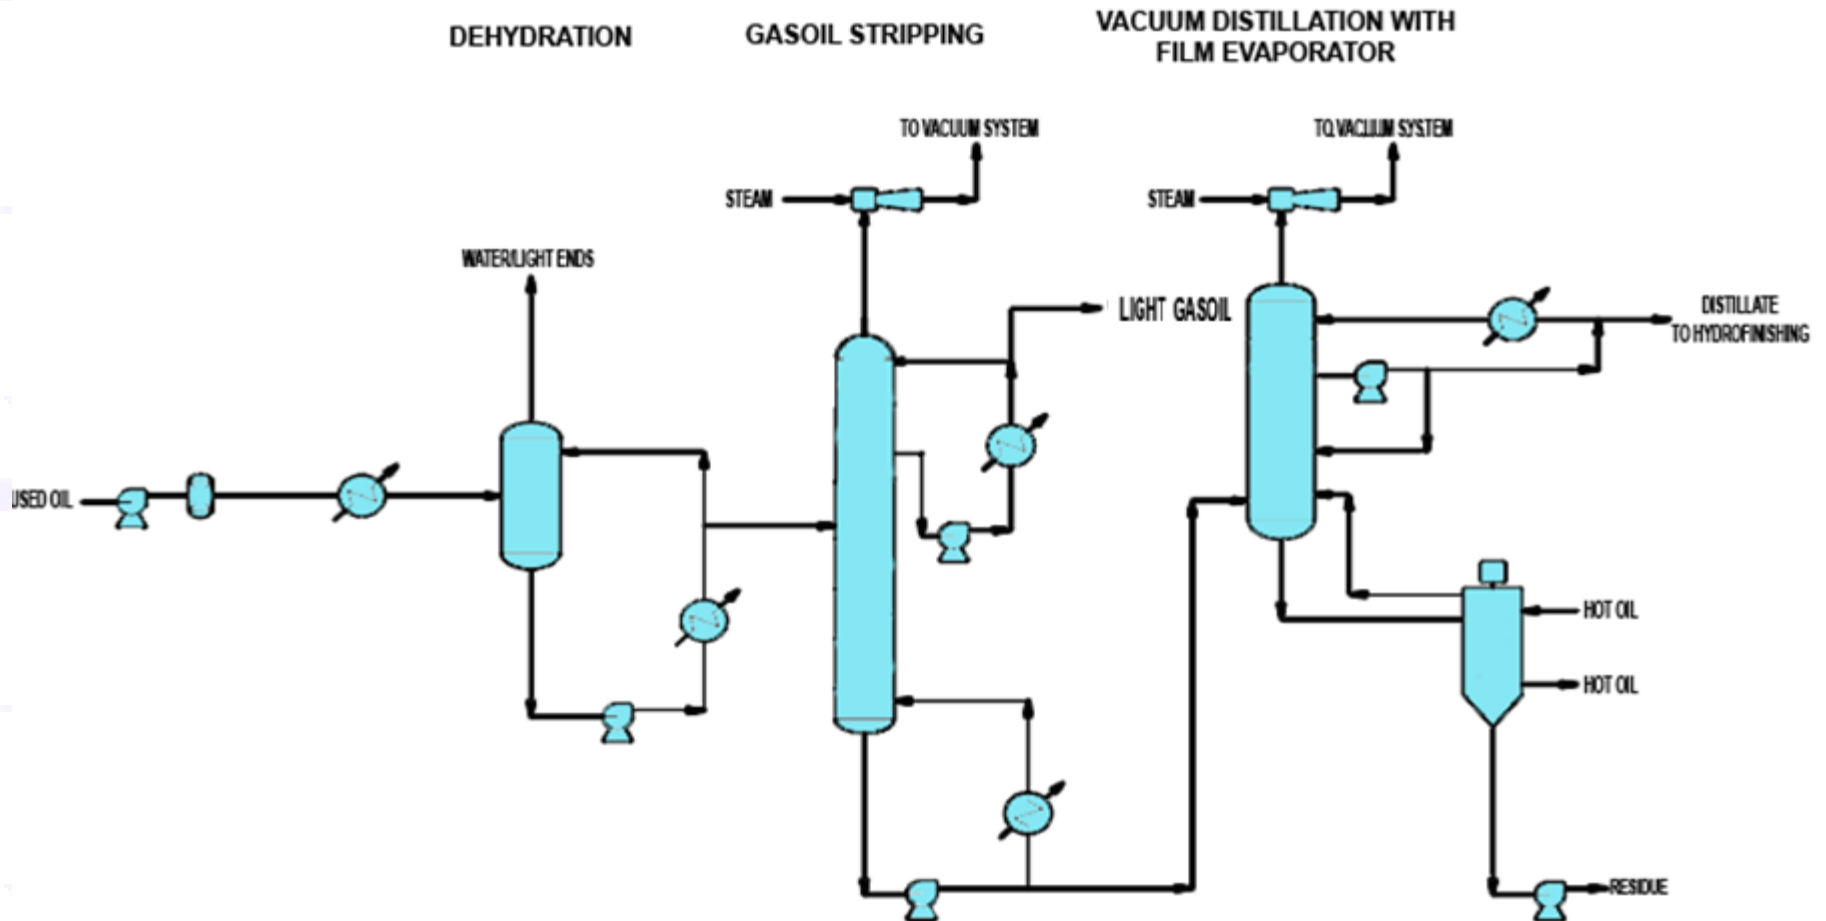 DEHYDRATION
GASOIL STRIPPING
VACUUM DISTILLATION WITH
FILM EVAPORATOR
TO VACUUM SYSTEM
TO VACUUM SYSTEM
STEAM
STEAM
WATER/LIGHT ENDS
LIGHT GASOIL
DISTILLATE
TO HYDROFINISHING
USED OIL
HOT OIL
HOT OIL
RESIDUE